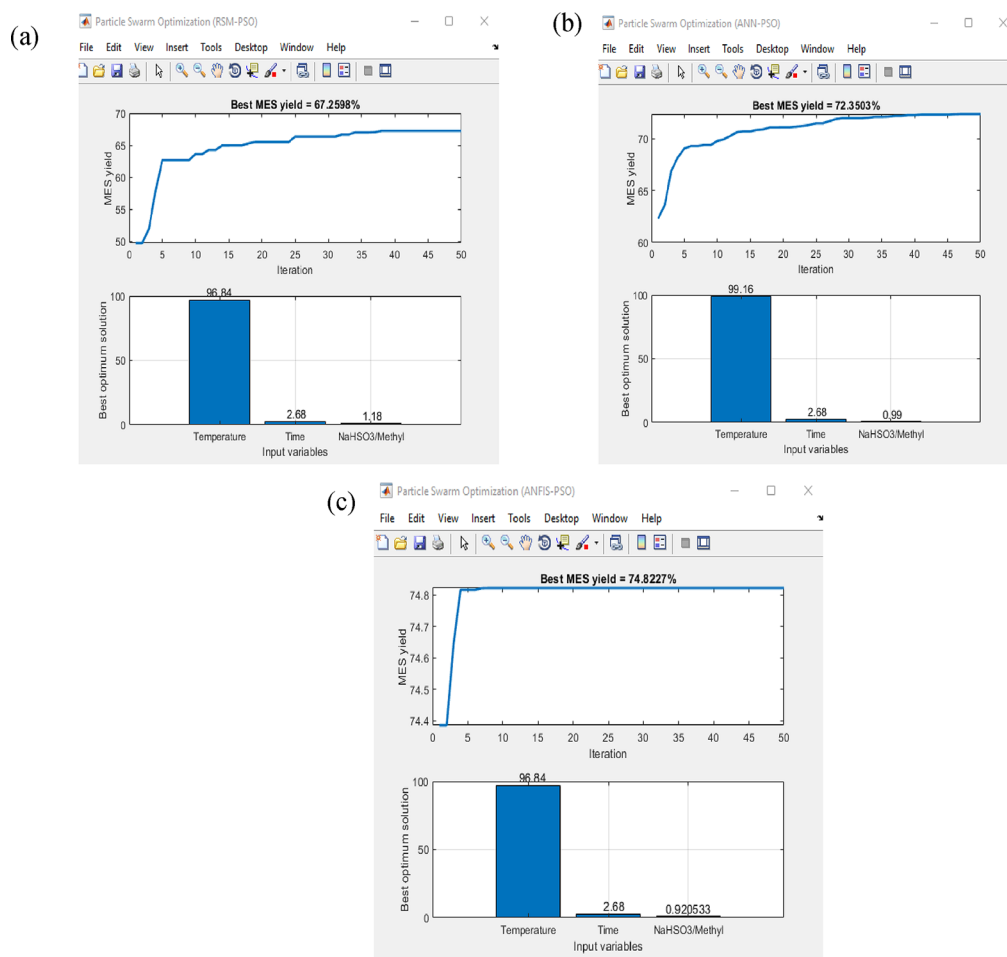 (a)
Particle Swarm Optimization (RSM-PSO)
File Edit View Insert Tools Desktop Window Help
Best MES yield = 67.2598%
MES yield
70
65
60
55
50
0 5 10 15 20 25 30 35 40 45 50
Iteration
Best optimum solution
100
50
0
96.84
2.68
1.18
Temperature Time NaHSO3/Methyl
Input variables
(b)
Particle Swarm Optimization (ANN-PSO)
File Edit View Insert Tools Desktop Window Help
Best MES yield = 72.3503%
MES yield
70
65
60
0 5 10 15 20 25 30 35 40 45 50
Iteration
Best optimum solution
100
50
0
99.16
2.68
0.99
Temperature Time NaHSO3/Methyl
Input variables
(c)
Particle Swarm Optimization (ANFIS-PSO)
File Edit View Insert Tools Desktop Window Help
Best MES yield = 74.8227%
MES yield
74.8
74.7
74.6
74.5
74.4
0 5 10 15 20 25 30 35 40 45 50
Iteration
Best optimum solution
100
50
0
96.84
2.68
0.920533
Temperature Time NaHSO3/Methyl
Input variables